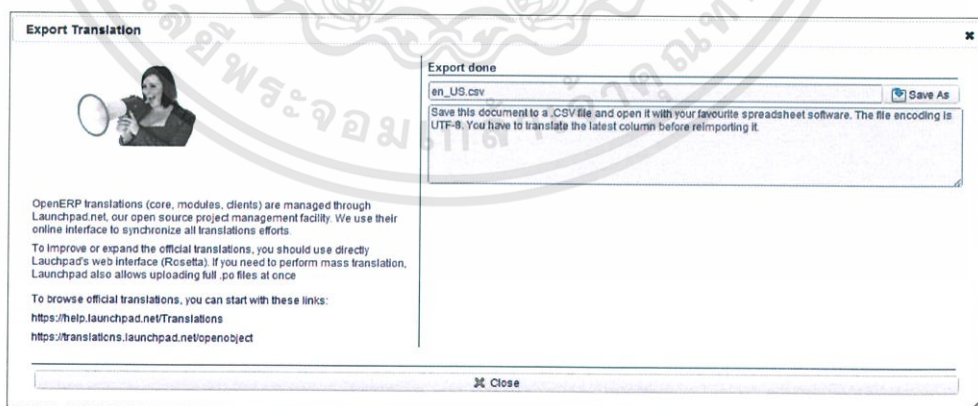 Export Translation
OpenERP translations (core, modules, clients) are managed through
Launchpad.net, our open source project management facility. We use their
online interface to synchronize all translations efforts.
To improve or expand the official translations, you should use directly
Lauchpad's web interface (Rosetta). If you need to perform mass translation,
Launchpad also allows uploading full .po files at once
To browse official translations, you can start with these links:
https://help.launchpad.net/Translations
https://translations.launchpad.net/openobject
Export done
en_US.csv
Save As
Save this document to a .CSV file and open it with your favourite spreadsheet software. The file encoding is
UTF-8. You have to translate the latest column before reimporting it.
Close